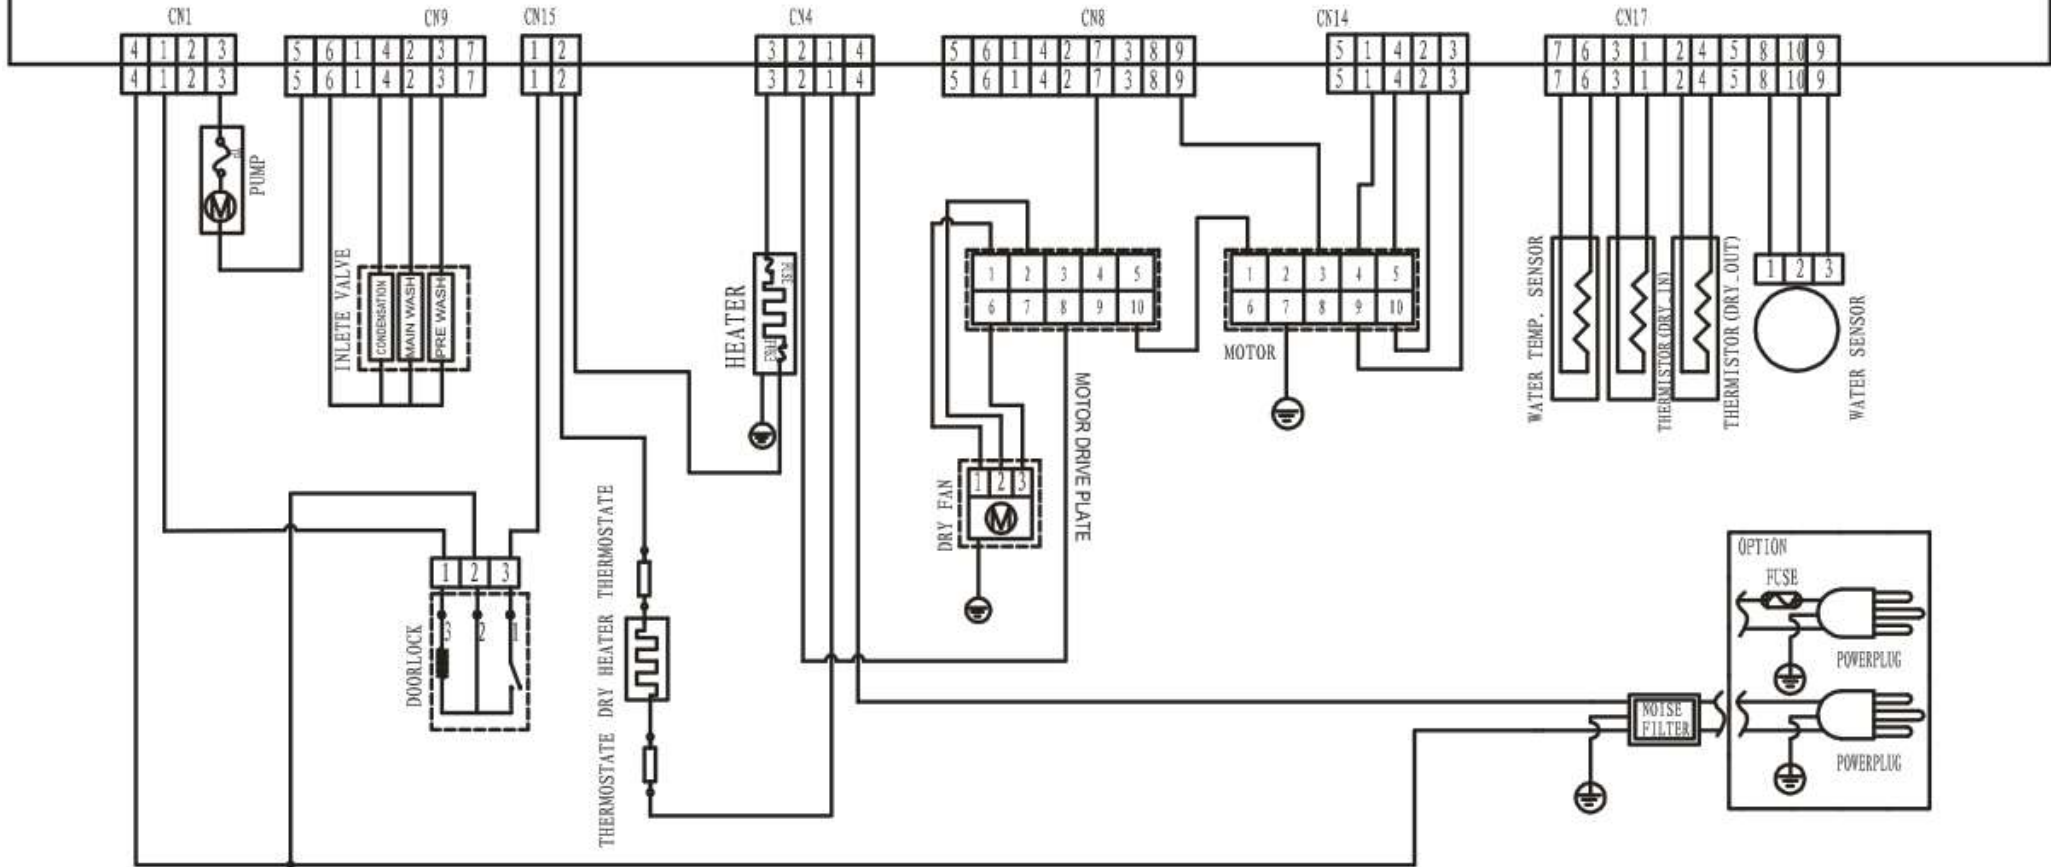 CN1 CN9 CN15 CN4 CN8 CN14 CN17
4 1 2 3 5 6 1 4 2 3 7 1 2 3 2 1 4 5 6 1 4 2 7 3 8 9 5 1 4 2 3 7 6 3 1 2 4 5 8 10 9
4 1 2 3 5 6 1 4 2 3 7 1 2 3 2 1 4 5 6 1 4 2 7 3 8 9 5 1 4 2 3 7 6 3 1 2 4 5 8 10 9
PUMP
M
INLETE VALVE
CONDENSATION
MAIN WASH
PRE WASH
HEATER
FUSE
1 2 3 4 5
6 7 8 9 10
MOTOR DRIVE PLATE
1 2 3 4 5
6 7 8 9 10
MOTOR
WATER TEMP. SENSOR
THERMISTOR(DRY_IN)
THERMISTOR(DRY_OUT)
1 2 3
WATER SENSOR
DRY FAN
1 2 3
M
1 2 3
3 2 1
DOORLOCK
THERMOSTATE DRY HEATER THERMOSTATE
NOISE
FILTER
OPTION
FUSE
POWERPLUG
POWERPLUG